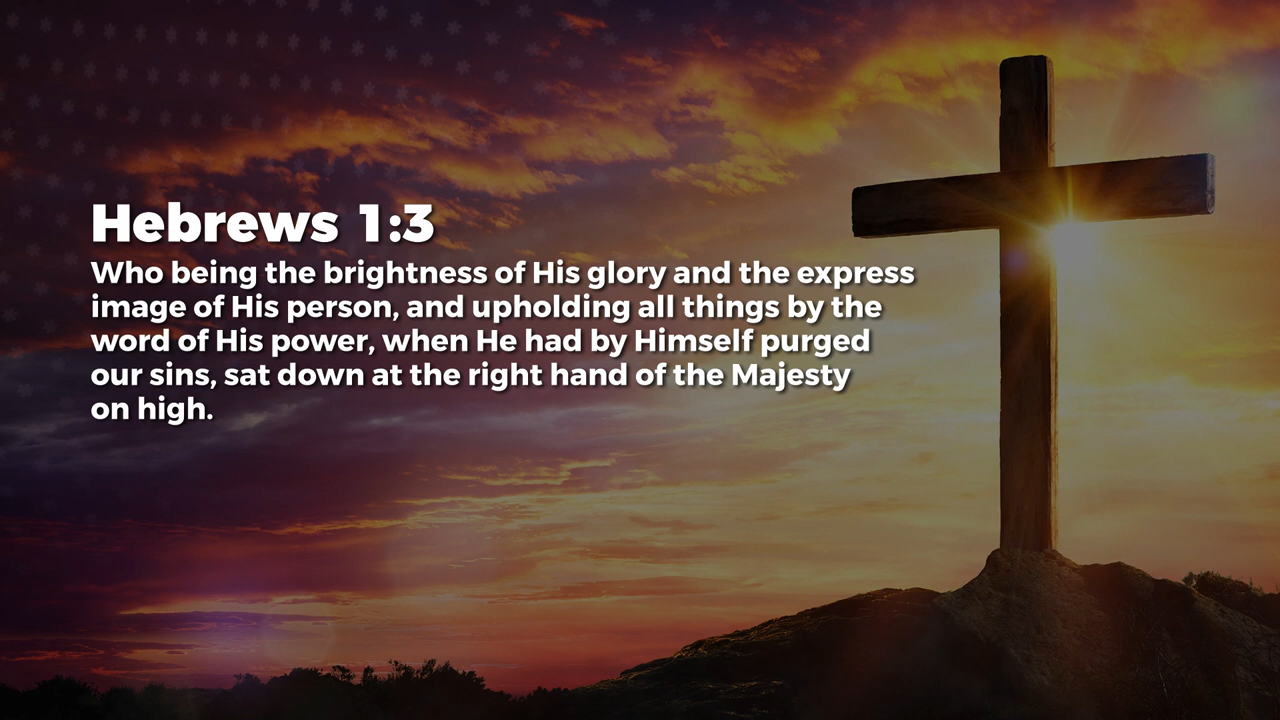 Hebrews 1:3
Who being the brightness of His glory and the express
image of His person, and upholding all things by the
word of His power, when He had by Himself purged
our sins, sat down at the right hand of the Majesty
on high.